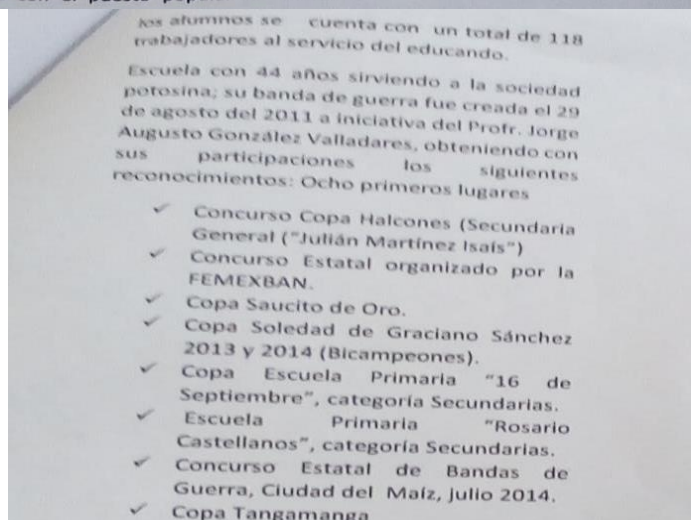 los alumnos se cuenta con un total de 118
trabajadores al servicio del educando.
Escuela con 44 años sirviendo a la sociedad
potosina; su banda de guerra fue creada el 29
de agosto del 2011 a iniciativa del Profr. Jorge
Augusto González Valladares, obteniendo con
sus participaciones los siguientes
reconocimientos: Ocho primeros lugares
✓ Concurso Copa Halcones (Secundaria
General ("Julián Martínez Isaís")
✓ Concurso Estatal organizado por la
FEMEXBAN.
✓ Copa Saucito de Oro.
✓ Copa Soledad de Graciano Sánchez
2013 y 2014 (Bicampeones).
✓ Copa Escuela Primaria "16 de
Septiembre", categoría Secundarias.
✓ Escuela Primaria "Rosario
Castellanos", categoría Secundarias.
✓ Concurso Estatal de Bandas de
Guerra, Ciudad del Maíz, julio 2014.
✓ Copa Tangamanga